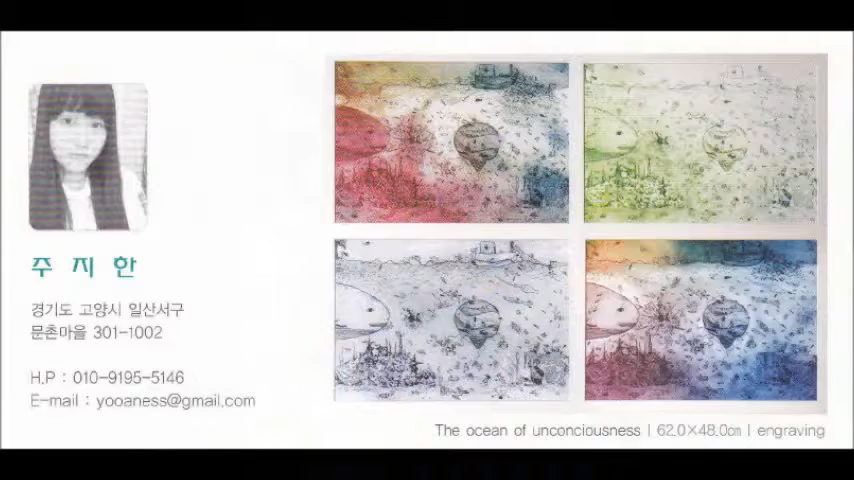 주지한
경기도 고양시 일산서구
문촌마을 301-1002
H.P : 010-9195-5146
E-mail : yooaness@gmail.com
The ocean of unconciousness | 62.0×48.0㎝ | engraving